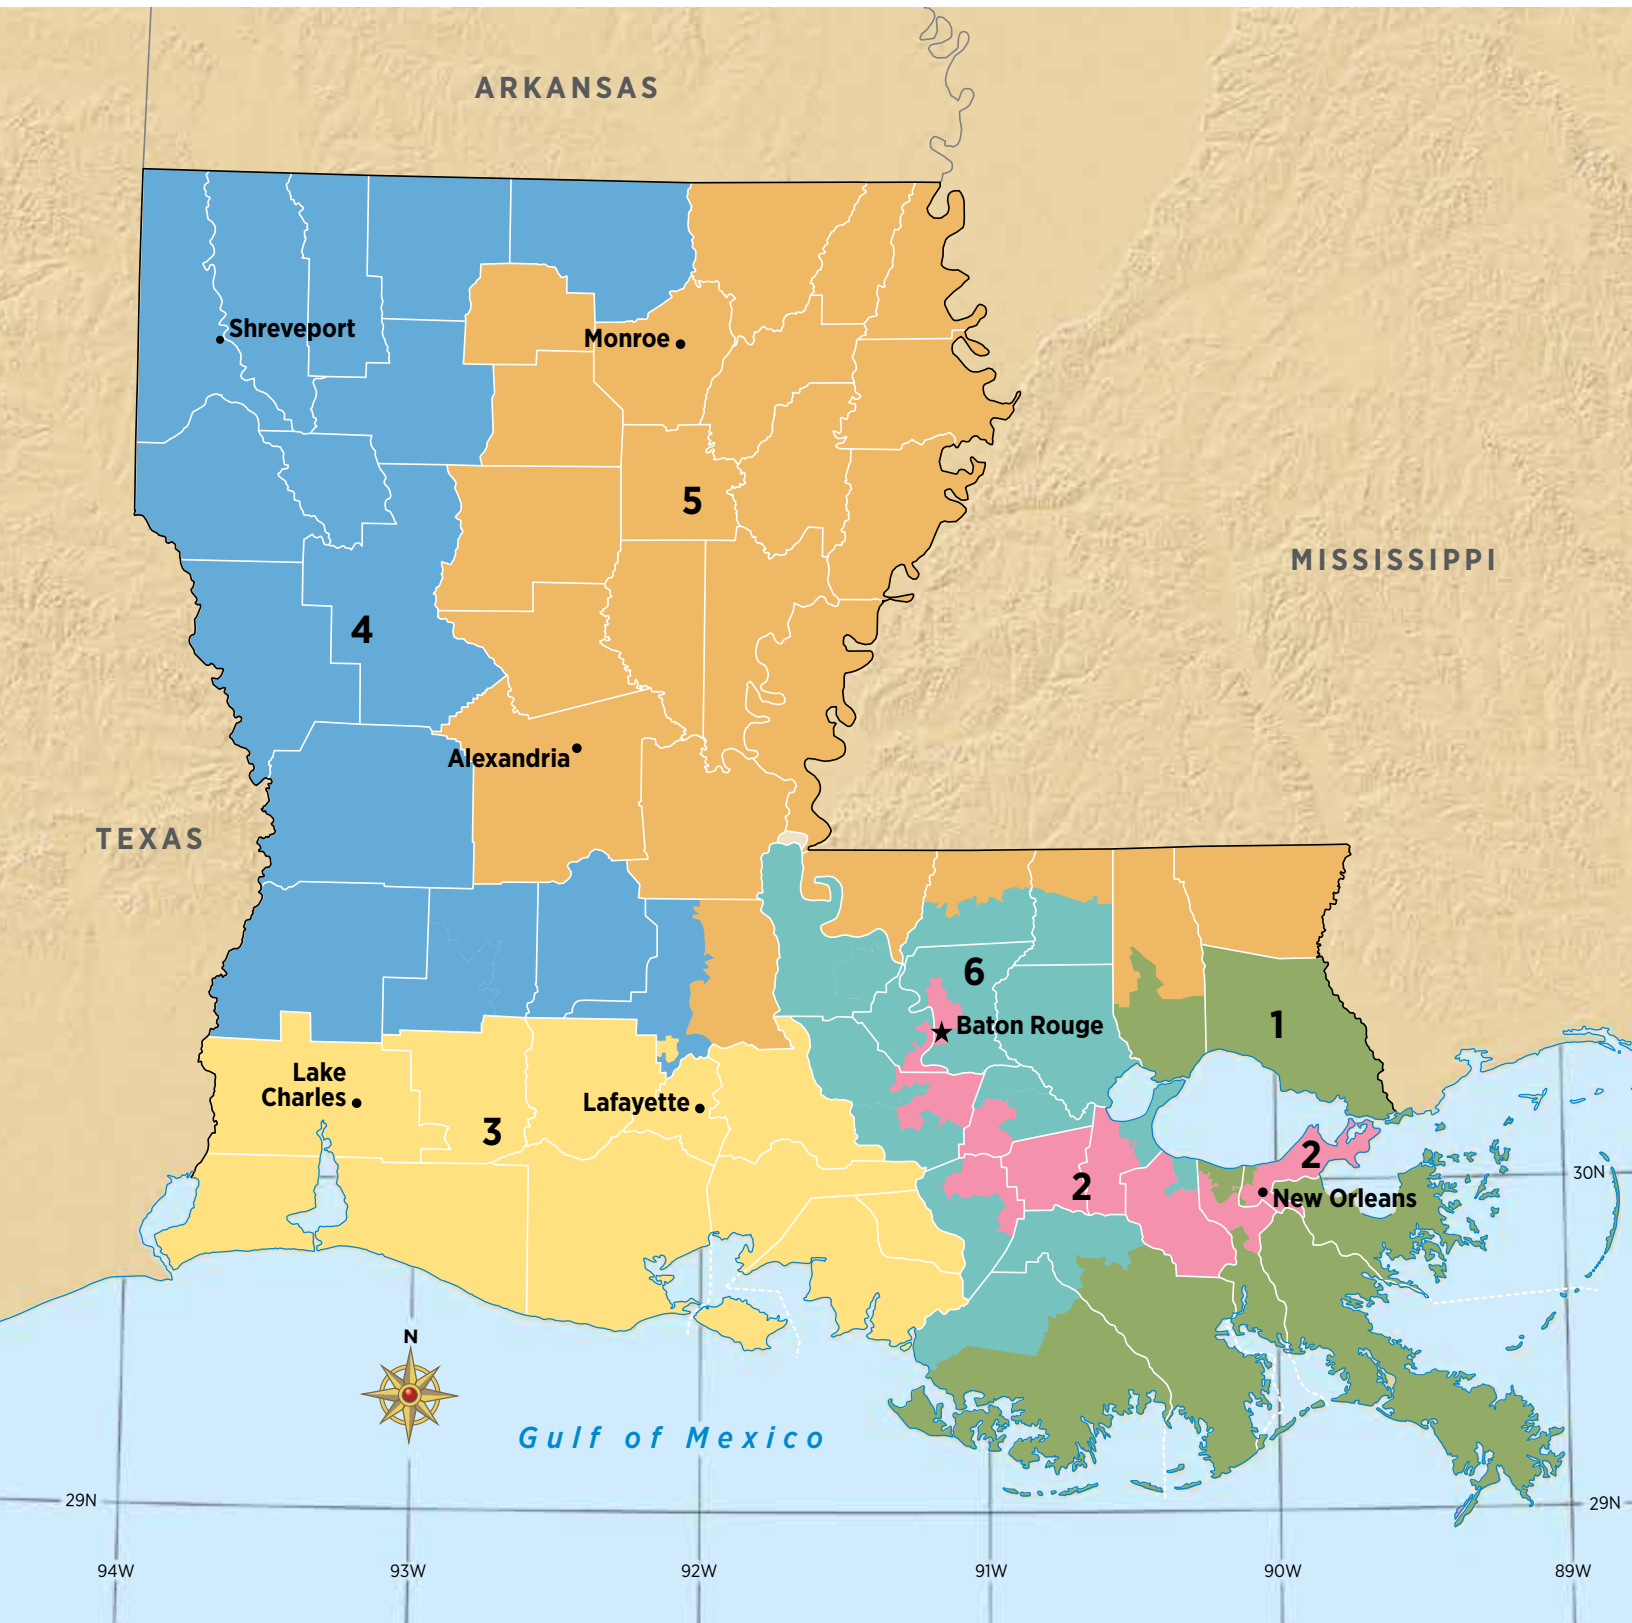 ARKANSAS
Shreveport
Monroe
5
MISSISSIPPI
4
Alexandria
TEXAS
6
Baton Rouge
1
Lake
Charles
Lafayette
3
2
2
New Orleans
30N
N
Gulf of Mexico
29N
29N
94W
93W
92W
91W
90W
89W